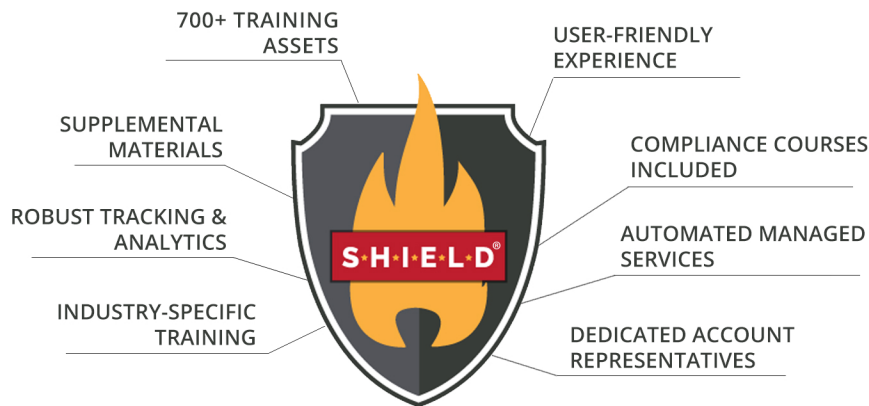 700+ TRAINING
ASSETS
SUPPLEMENTAL
MATERIALS
ROBUST TRACKING &
ANALYTICS
INDUSTRY-SPECIFIC
TRAINING
S★H★I★E★L★D®
USER-FRIENDLY
EXPERIENCE
COMPLIANCE COURSES
INCLUDED
AUTOMATED MANAGED
SERVICES
DEDICATED ACCOUNT
REPRESENTATIVES